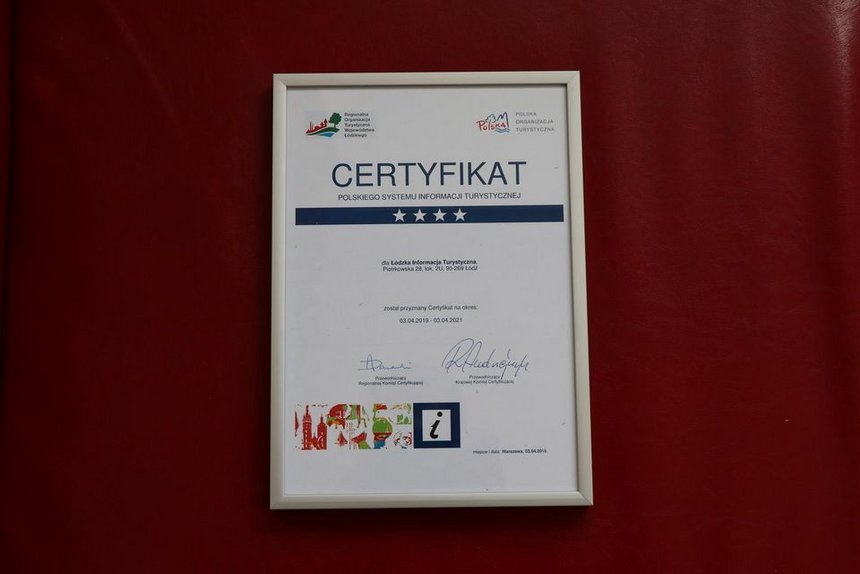 Regionalna
Organizacja
Turystyczna
Województwa
Łódzkiego
Polska
POLSKA
ORGANIZACJA
TURYSTYCZNA
CERTYFIKAT
POLSKIEGO SYSTEMU INFORMACJI TURYSTYCZNEJ
dla Łódzka Informacja Turystyczna,
Piotrkowska 28, lok. 2U, 90-269 Łódź
został przyznany Certyfikat na okres:
03.04.2019 - 03.04.2021
Przewodniczący
Regionalnej Komisji Certyfikującej
Przewodniczący
Krajowej Komisji Certyfikującej
i
miejsce i data: Warszawa, 03.04.2019